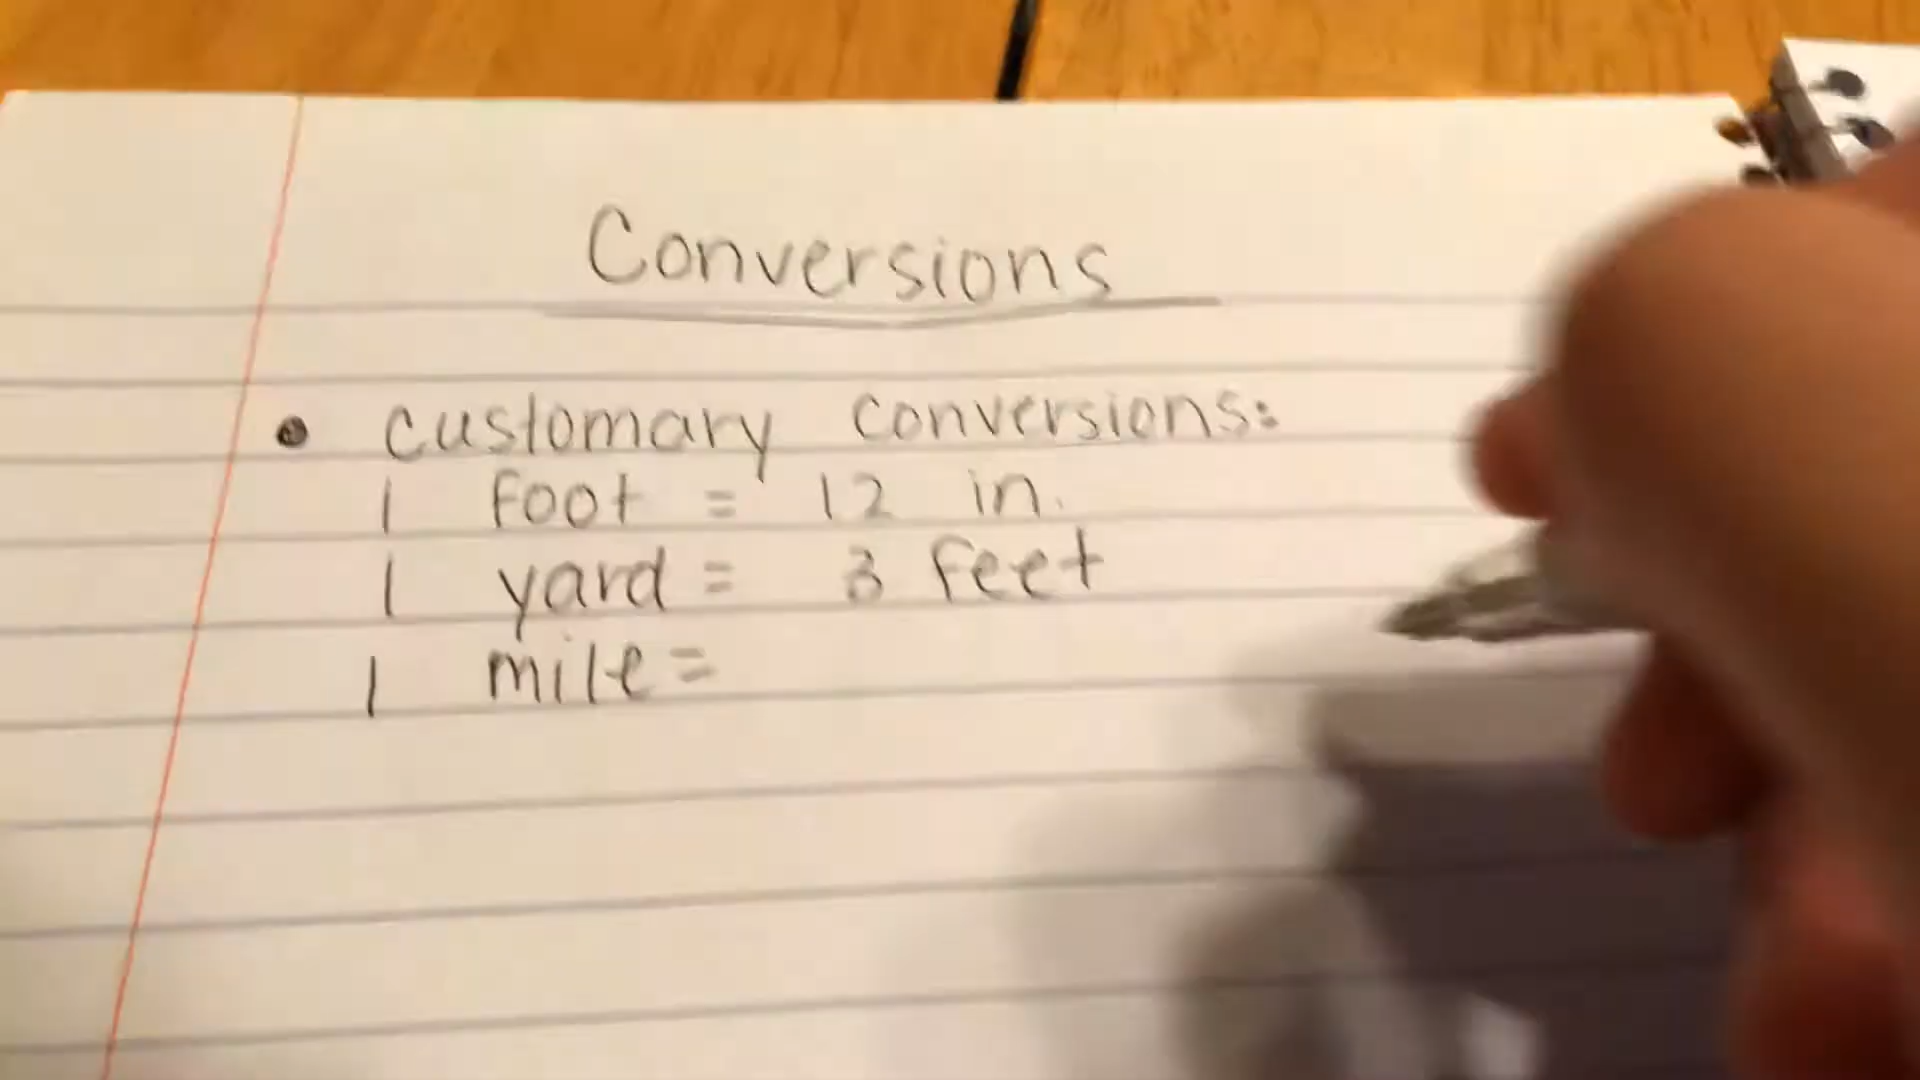 Conversions
• customary conversions:
1 foot = 12 in.
1 yard = 3 feet
1 mile =